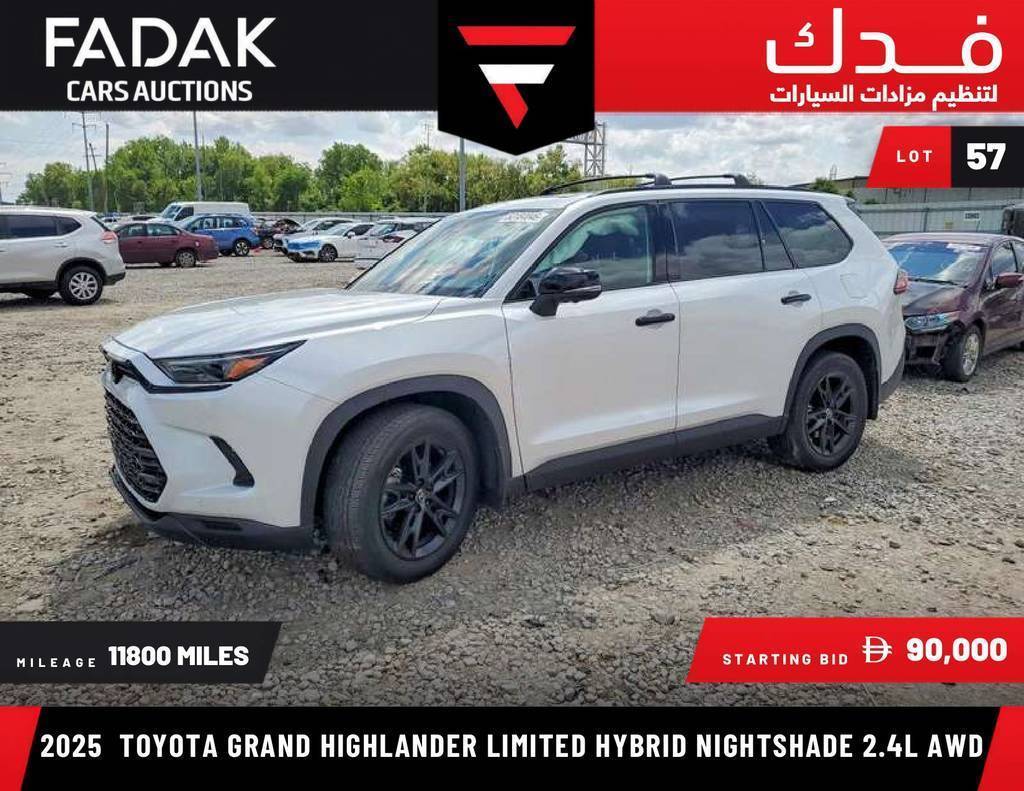 FADAK
CARS AUCTIONS
فدك
لتنظيم مزادات السيارات
LOT 57
MILEAGE 11800 MILES
STARTING BID 90,000
2025 TOYOTA GRAND HIGHLANDER LIMITED HYBRID NIGHTSHADE 2.4L AWD